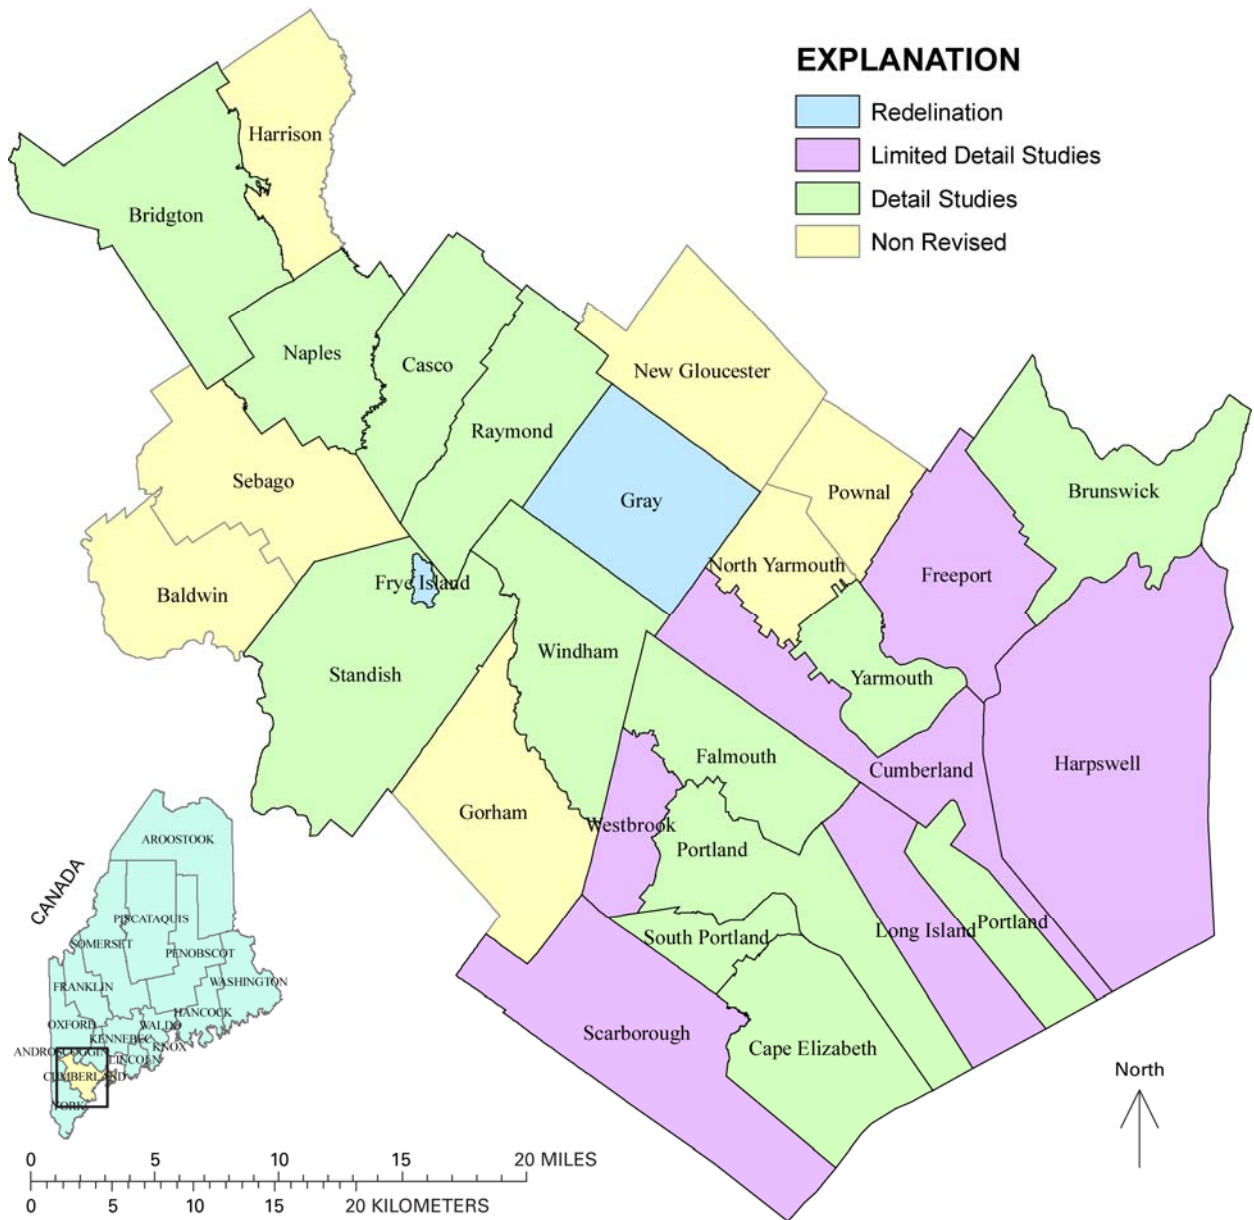 EXPLANATION
Redelination
Limited Detail Studies
Detail Studies
Non Revised
Harrison
Bridgton
Naples
Casco
New Gloucester
Raymond
Sebago
Gray
Pownal
Brunswick
North Yarmouth
Freeport
Frye Island
Baldwin
Windham
Standish
Yarmouth
Falmouth
Cumberland
Harpswell
Gorham
Westbrook
Portland
South Portland
Long Island
Portland
Scarborough
Cape Elizabeth
CANADA
AROOSTOOK
PISCATAQUIS
SOMERSET
PENOBSCOT
WASHINGTON
FRANKLIN
HANCOCK
OXFORD
WALDO
KENNEBEC
KNOX
ANDROSCOGGIN
LINCOLN
CUMBERLAND
YORK
North
0 5 10 15 20 MILES
0 5 10 15 20 KILOMETERS